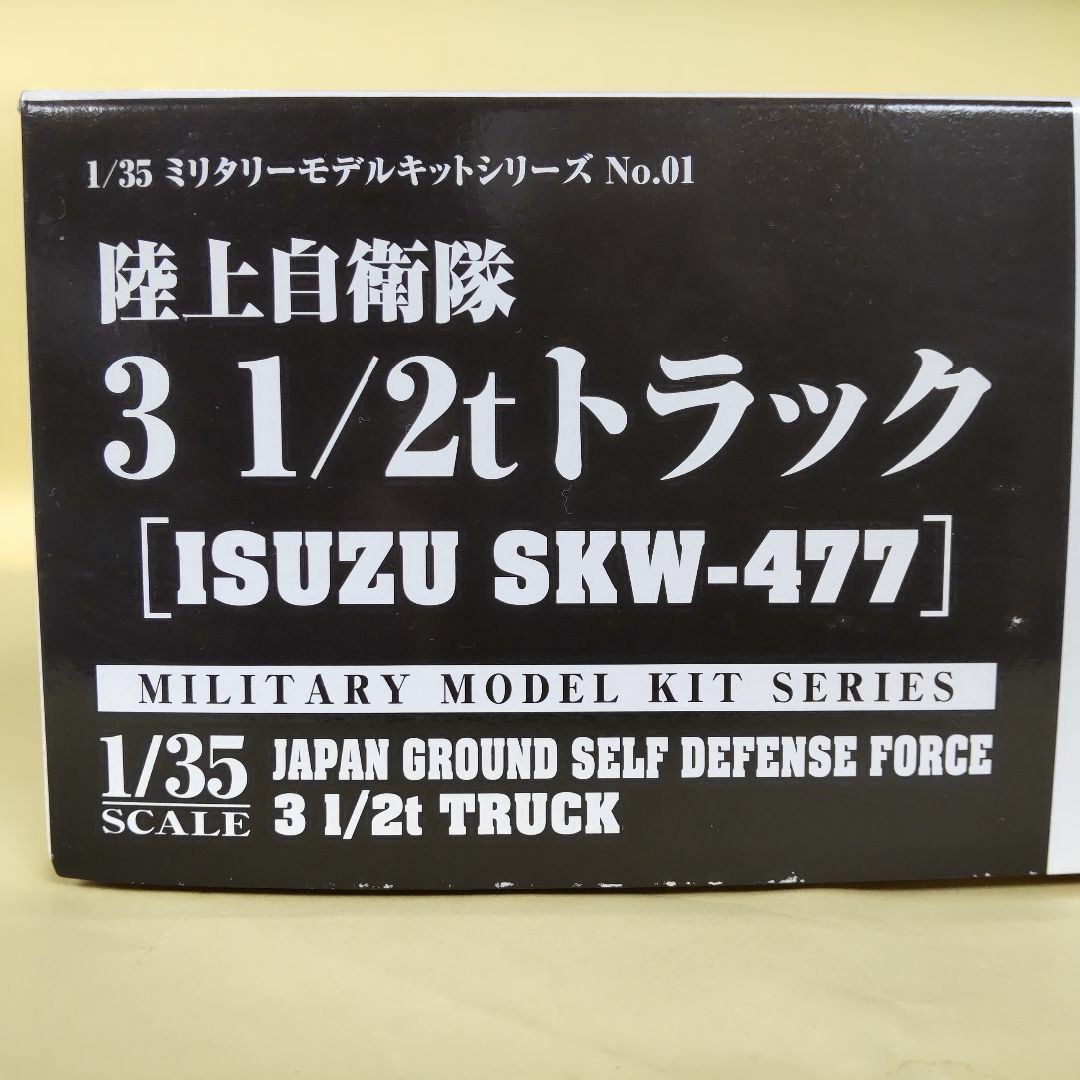 1/35 ミリタリーモデルキットシリーズ No.01
陸上自衛隊
3 1/2tトラック
[ISUZU SKW-477]
MILITARY MODEL KIT SERIES
1/35 SCALE
JAPAN GROUND SELF DEFENSE FORCE
3 1/2t TRUCK